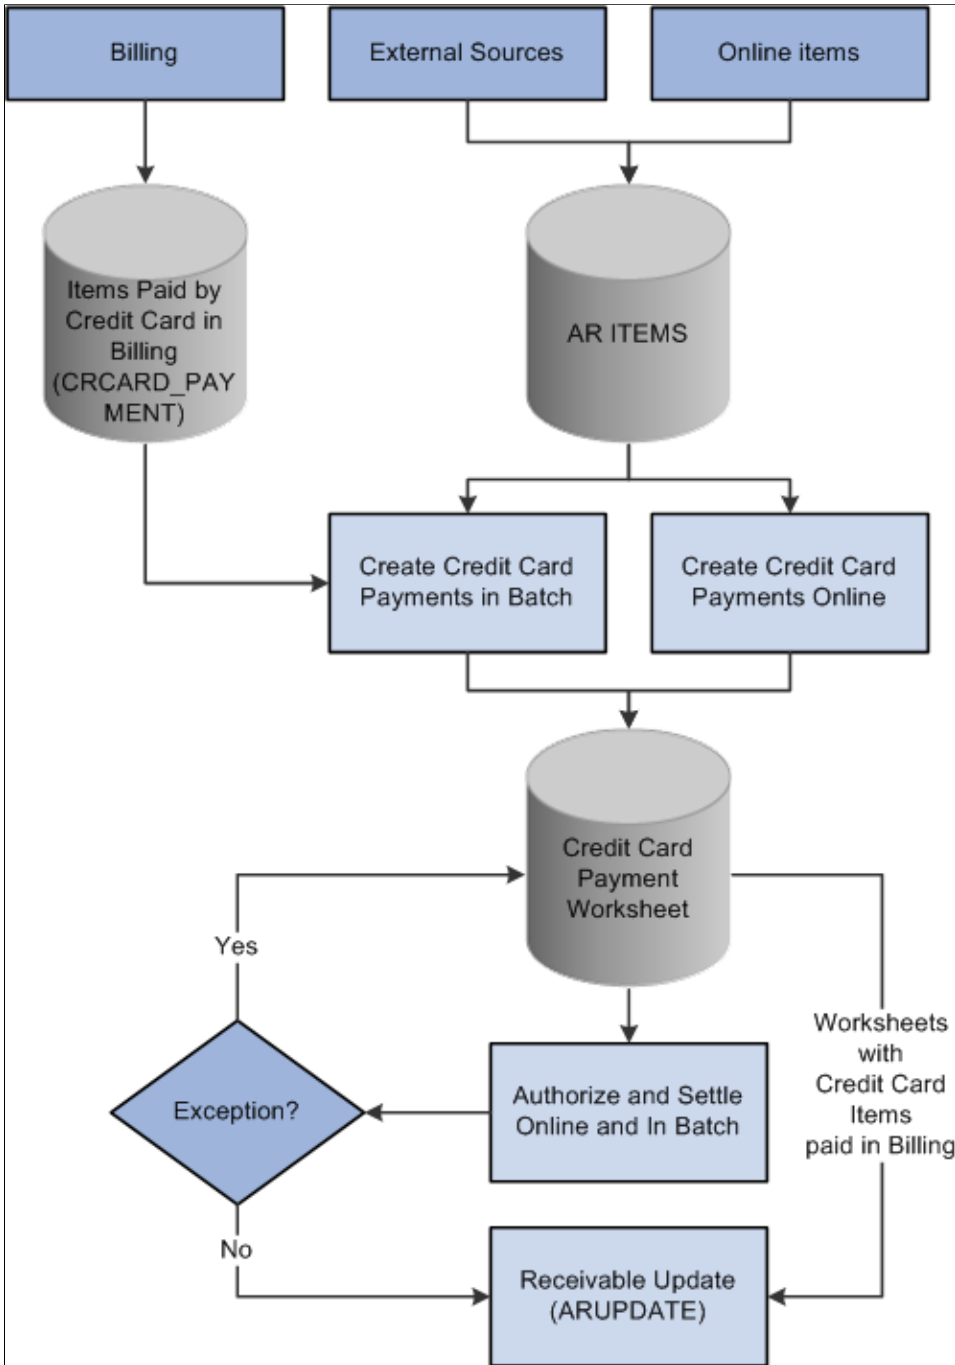 Billing
External Sources
Online items
Items Paid by
Credit Card in
Billing
(CRCARD_PAY
MENT)
AR ITEMS
Create Credit Card
Payments in Batch
Create Credit Card
Payments Online
Credit Card
Payment
Worksheet
Yes
Worksheets
with
Credit Card
Items
paid in Billing
Exception?
Authorize and Settle
Online and In Batch
No
Receivable Update
(ARUPDATE)